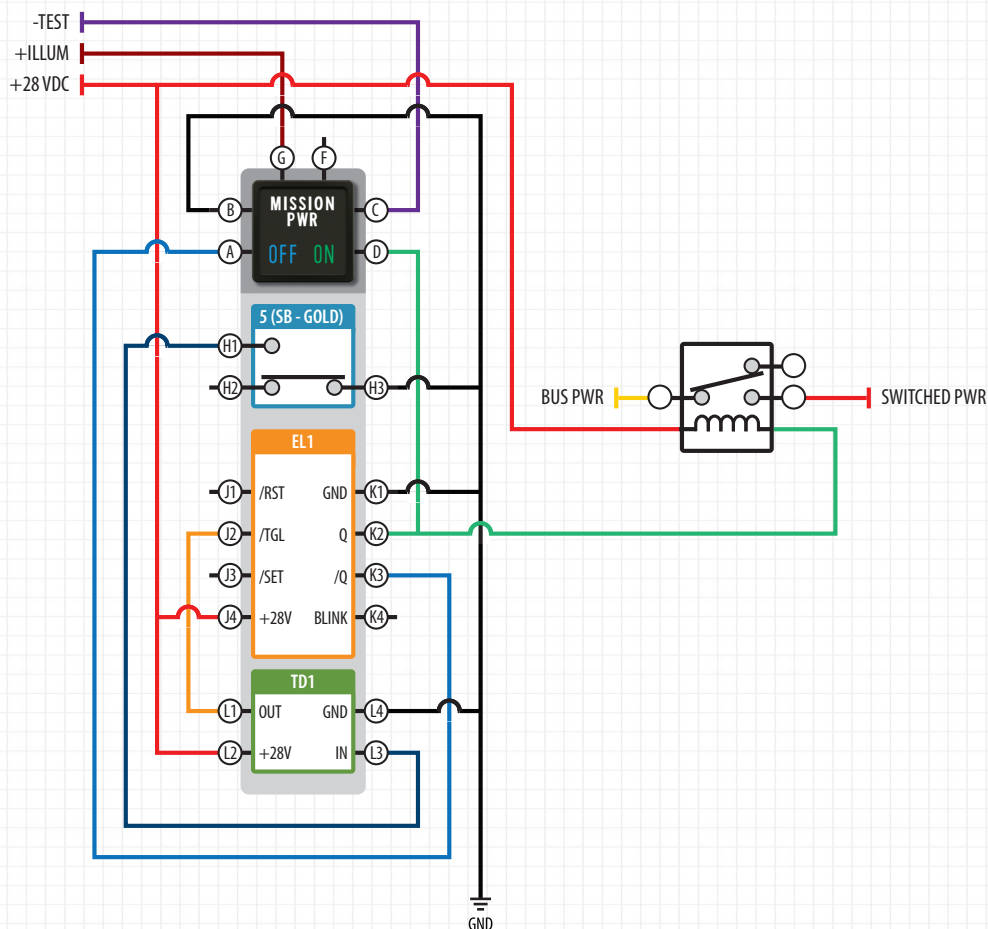 -TEST
+ILLUM
+28 VDC
G F
MISSION
PWR
B C
OFF ON
A D
5 (SB - GOLD)
H1
H2 H3
BUS PWR SWITCHED PWR
EL1
J1 /RST GND K1
J2 /TGL Q K2
J3 /SET /Q K3
J4 +28V BLINK K4
TD1
L1 OUT GND L4
L2 +28V IN L3
GND